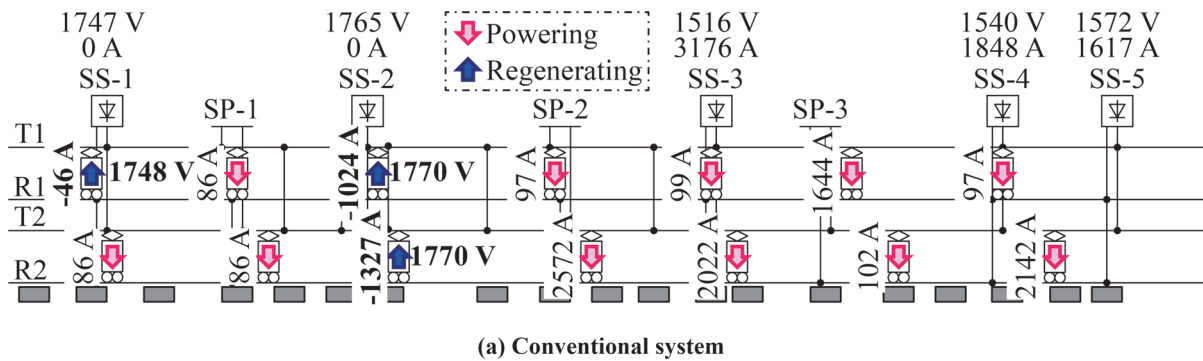 1747 V
0 A
SS-1
SP-1
1765 V
0 A
SS-2
Powering
Regenerating
SP-2
1516 V
3176 A
SS-3
SP-3
1540 V
1848 A
SS-4
1572 V
1617 A
SS-5
T1
R1
T2
R2
-46 A
1748 V
86 A
-1024 A
1770 V
97 A
99 A
1644 A
97 A
86 A
86 A
-1327 A
1770 V
2572 A
2022 A
102 A
2142 A
(a) Conventional system